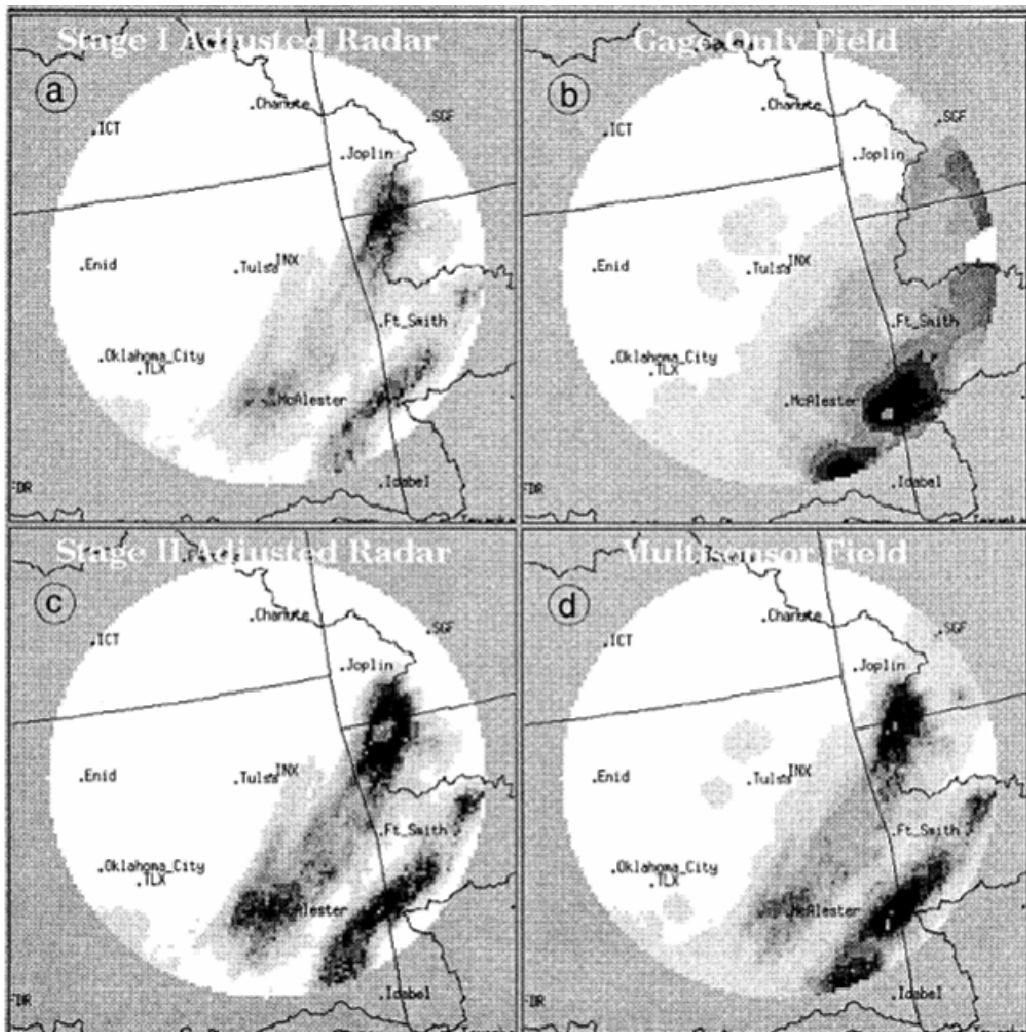 Stage I Adjusted Radar
a
.Chanute
.ICT
.SGF
.Joplin
.Enid
.Tulsa
.INX
.Ft_Smith
.Oklahoma_City
.TLX
.McAlester
.Idabel
FDR
Gage Only Field
b
.Chanute
.ICT
.SGF
.Joplin
.Enid
.Tulsa
.INX
.Ft_Smith
.Oklahoma_City
.TLX
.McAlester
.Idabel
FDR
Stage II Adjusted Radar
c
.Chanute
.ICT
.SGF
.Joplin
.Enid
.Tulsa
.INX
.Ft_Smith
.Oklahoma_City
.TLX
Alester
.Idabel
FDR
Multisensor Field
d
.Chanute
.ICT
.SGF
.Joplin
.Enid
.Tulsa
.INX
.Ft_Smith
.Oklahoma_City
.TLX
.McAlester
.Idabel
FDR